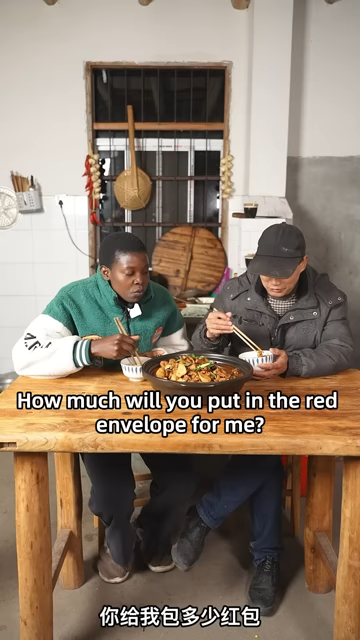 How much will you put in the red
envelope for me?
你给我包多少红包